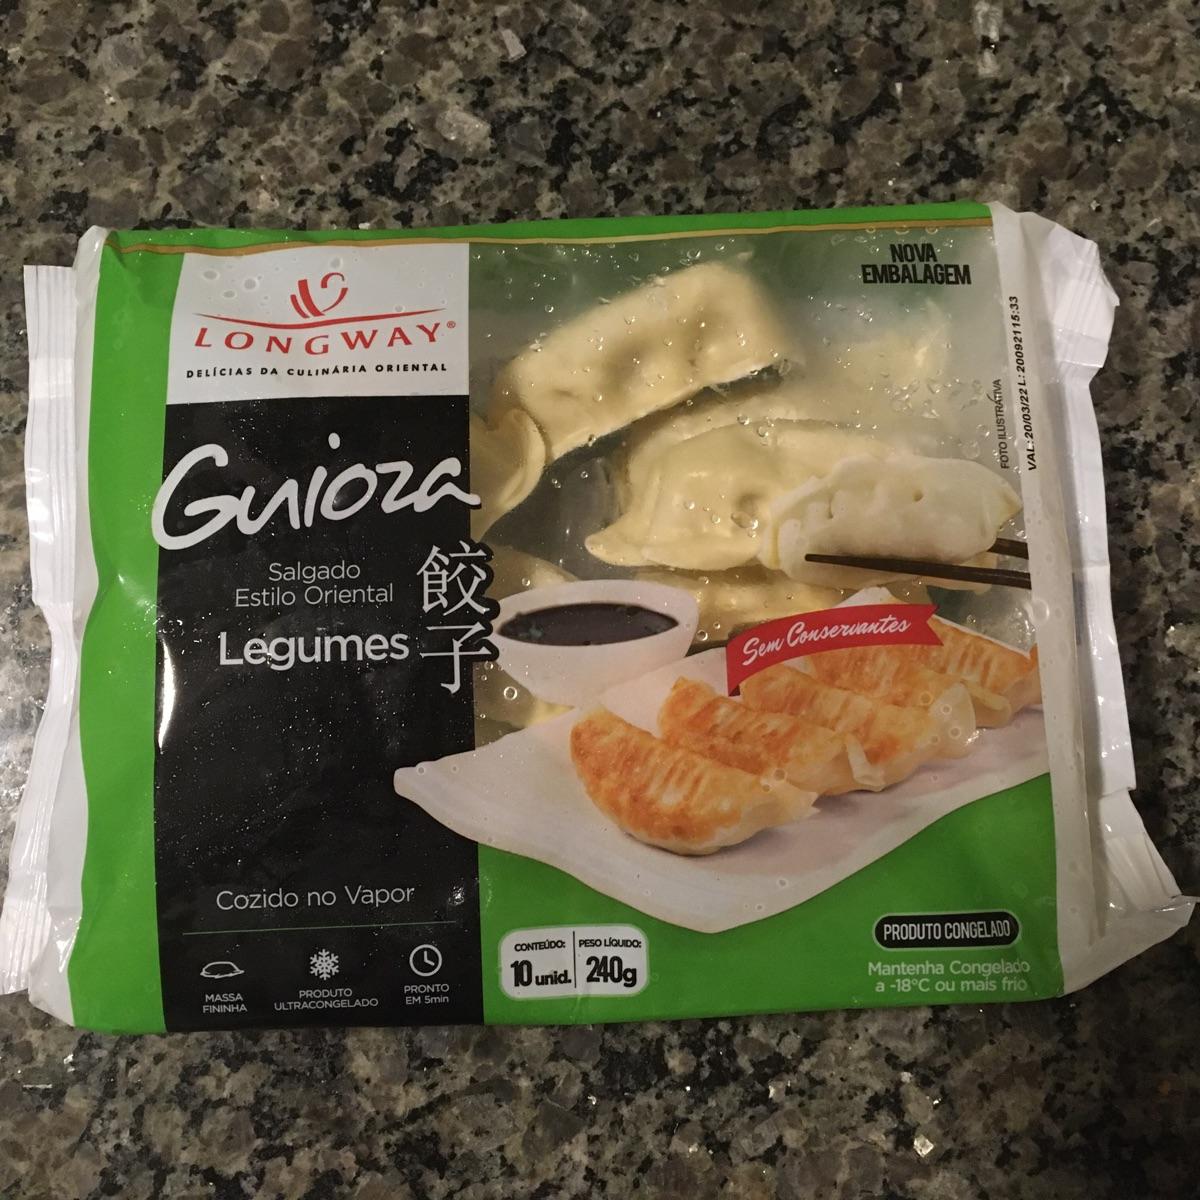 LONGWAY®
DELÍCIAS DA CULINÁRIA ORIENTAL
NOVA
EMBALAGEM
Guioza
餃子
Salgado
Estilo Oriental
Legumes
Sem Conservantes
FOTO ILUSTRATIVA
VAL: 20/03/22 L: 20092115:33
Cozido no Vapor
MASSA
FININHA
PRODUTO
ULTRACONGELADO
PRONTO
EM 5min
CONTEÚDO:
10 unid.
PESO LÍQUIDO:
240g
PRODUTO CONGELADO
Mantenha Congelado
a -18°C ou mais frio